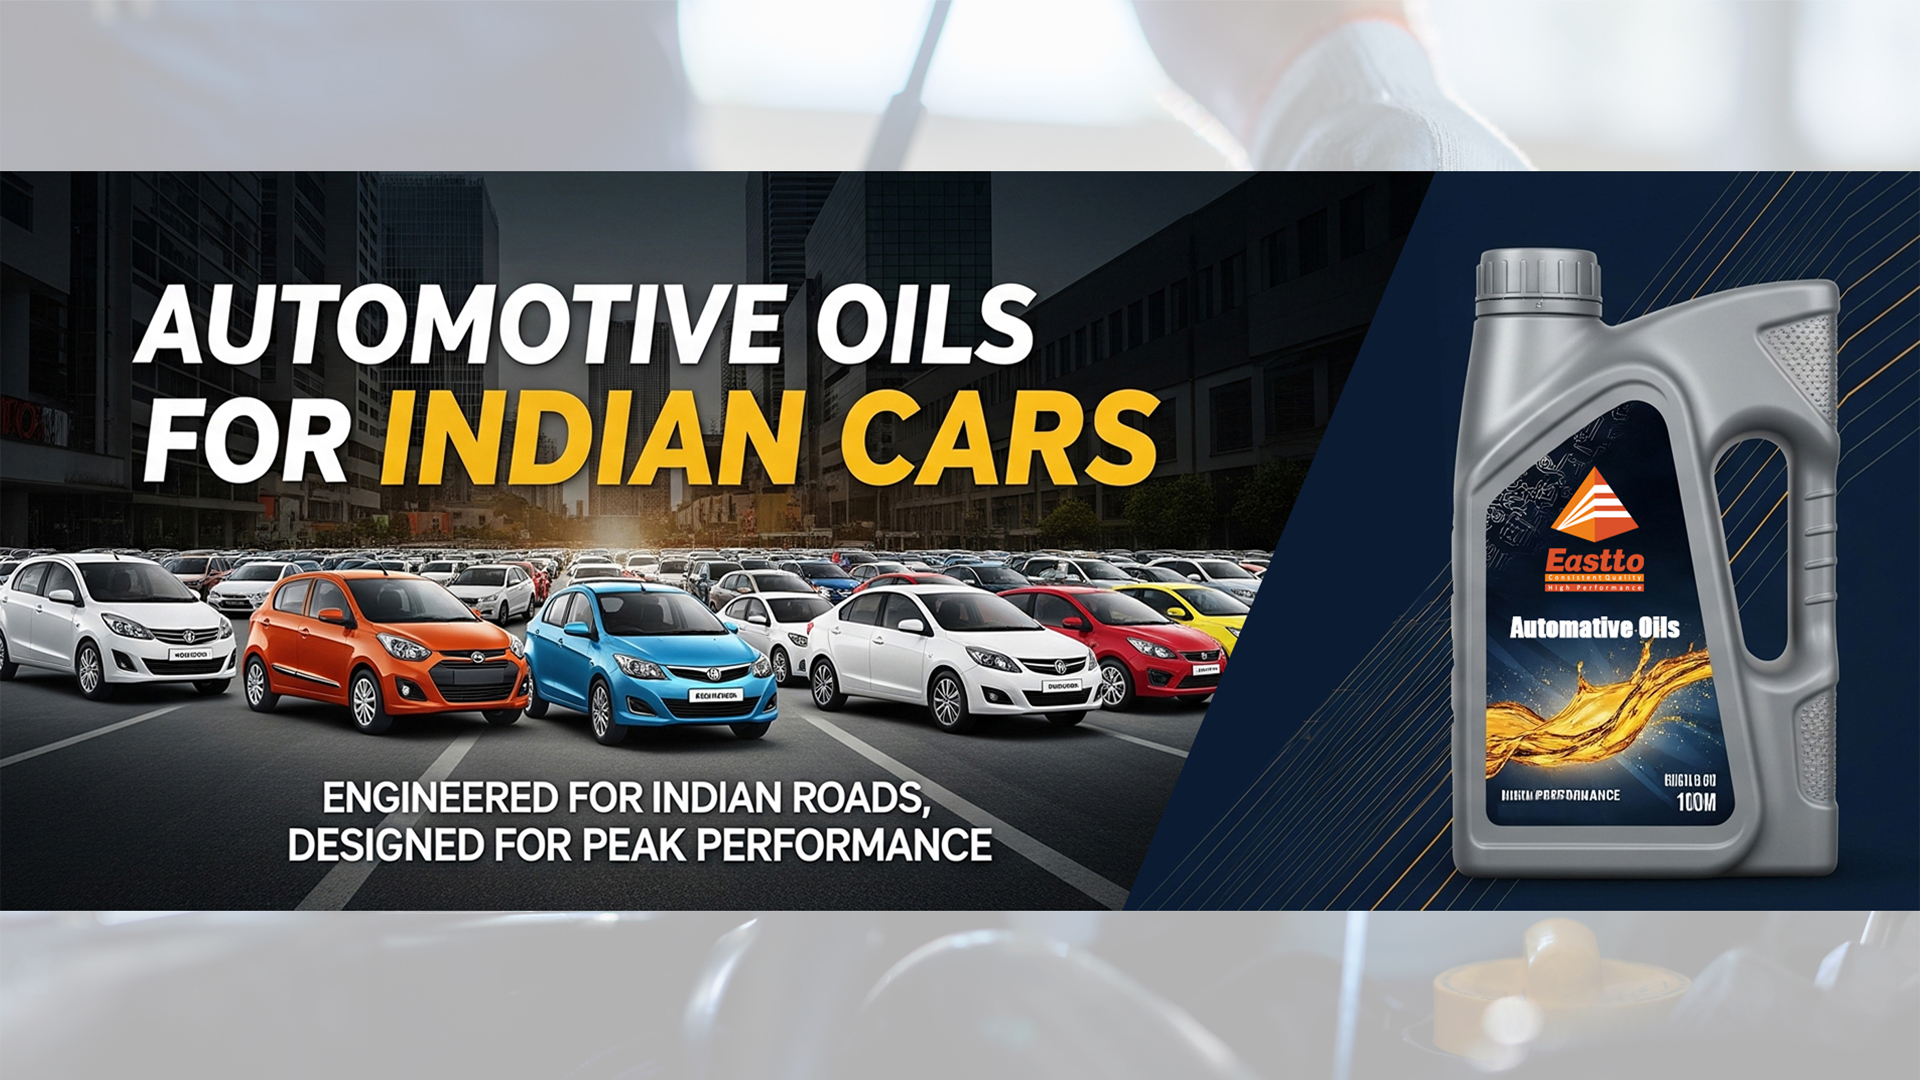 AUTOMOTIVE OILS
FOR INDIAN CARS
ENGINEERED FOR INDIAN ROADS,
DESIGNED FOR PEAK PERFORMANCE
Eastto
Consistent Quality
High Performance
Automative Oils
100M